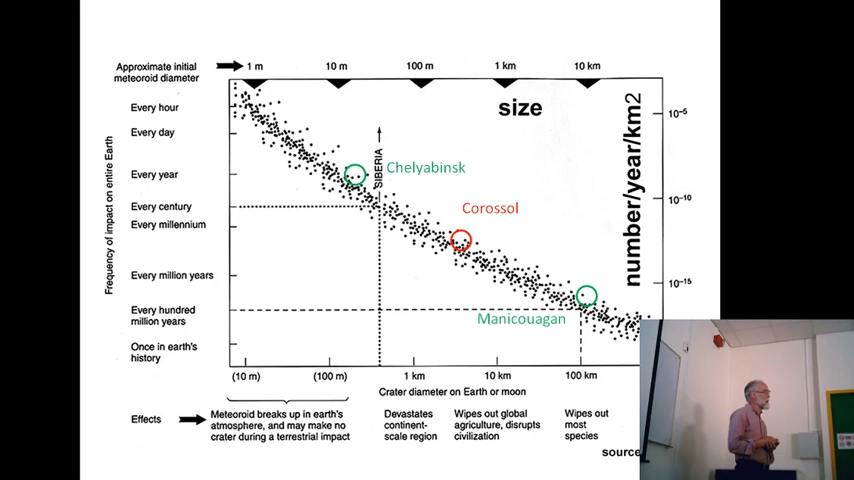 Approximate initial
meteoroid diameter
1 m
10 m
100 m
1 km
10 km
size
Frequency of impact on entire Earth
Every hour
Every day
Every year
Every century
Every millennium
Every million years
Every hundred
million years
Once in earth's
history
SIBERIA
Chelyabinsk
Corossol
Manicouagan
number/year/km2
10⁻⁵
10⁻¹⁰
10⁻¹⁵
(10 m)
(100 m)
1 km
10 km
100 km
Crater diameter on Earth or moon
Effects
Meteoroid breaks up in earth's
atmosphere, and may make no
crater during a terrestrial impact
Devastates
continent-
scale region
Wipes out global
agriculture, disrupts
civilization
Wipes out
most
species
source